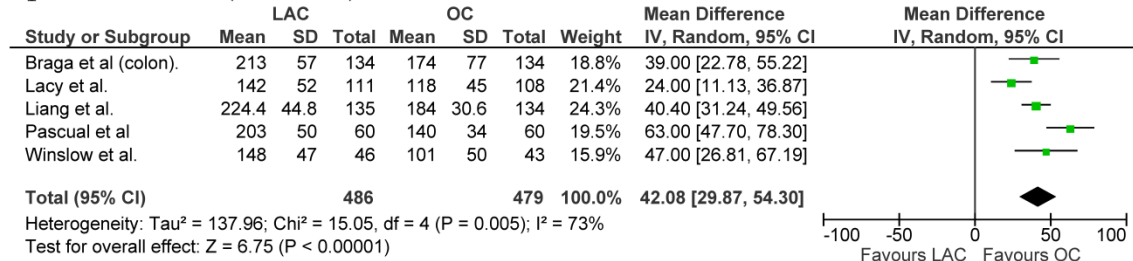 LAC OC Mean Difference Mean Difference
Study or Subgroup Mean SD Total Mean SD Total Weight IV, Random, 95% CI IV, Random, 95% CI
Braga et al (colon). 213 57 134 174 77 134 18.8% 39.00 [22.78, 55.22]
Lacy et al. 142 52 111 118 45 108 21.4% 24.00 [11.13, 36.87]
Liang et al. 224.4 44.8 135 184 30.6 134 24.3% 40.40 [31.24, 49.56]
Pascual et al 203 50 60 140 34 60 19.5% 63.00 [47.70, 78.30]
Winslow et al. 148 47 46 101 50 43 15.9% 47.00 [26.81, 67.19]
Total (95% CI) 486 479 100.0% 42.08 [29.87, 54.30]
Heterogeneity: Tau² = 137.96; Chi² = 15.05, df = 4 (P = 0.005); I² = 73%
Test for overall effect: Z = 6.75 (P < 0.00001)
-100 -50 0 50 100
Favours LAC Favours OC